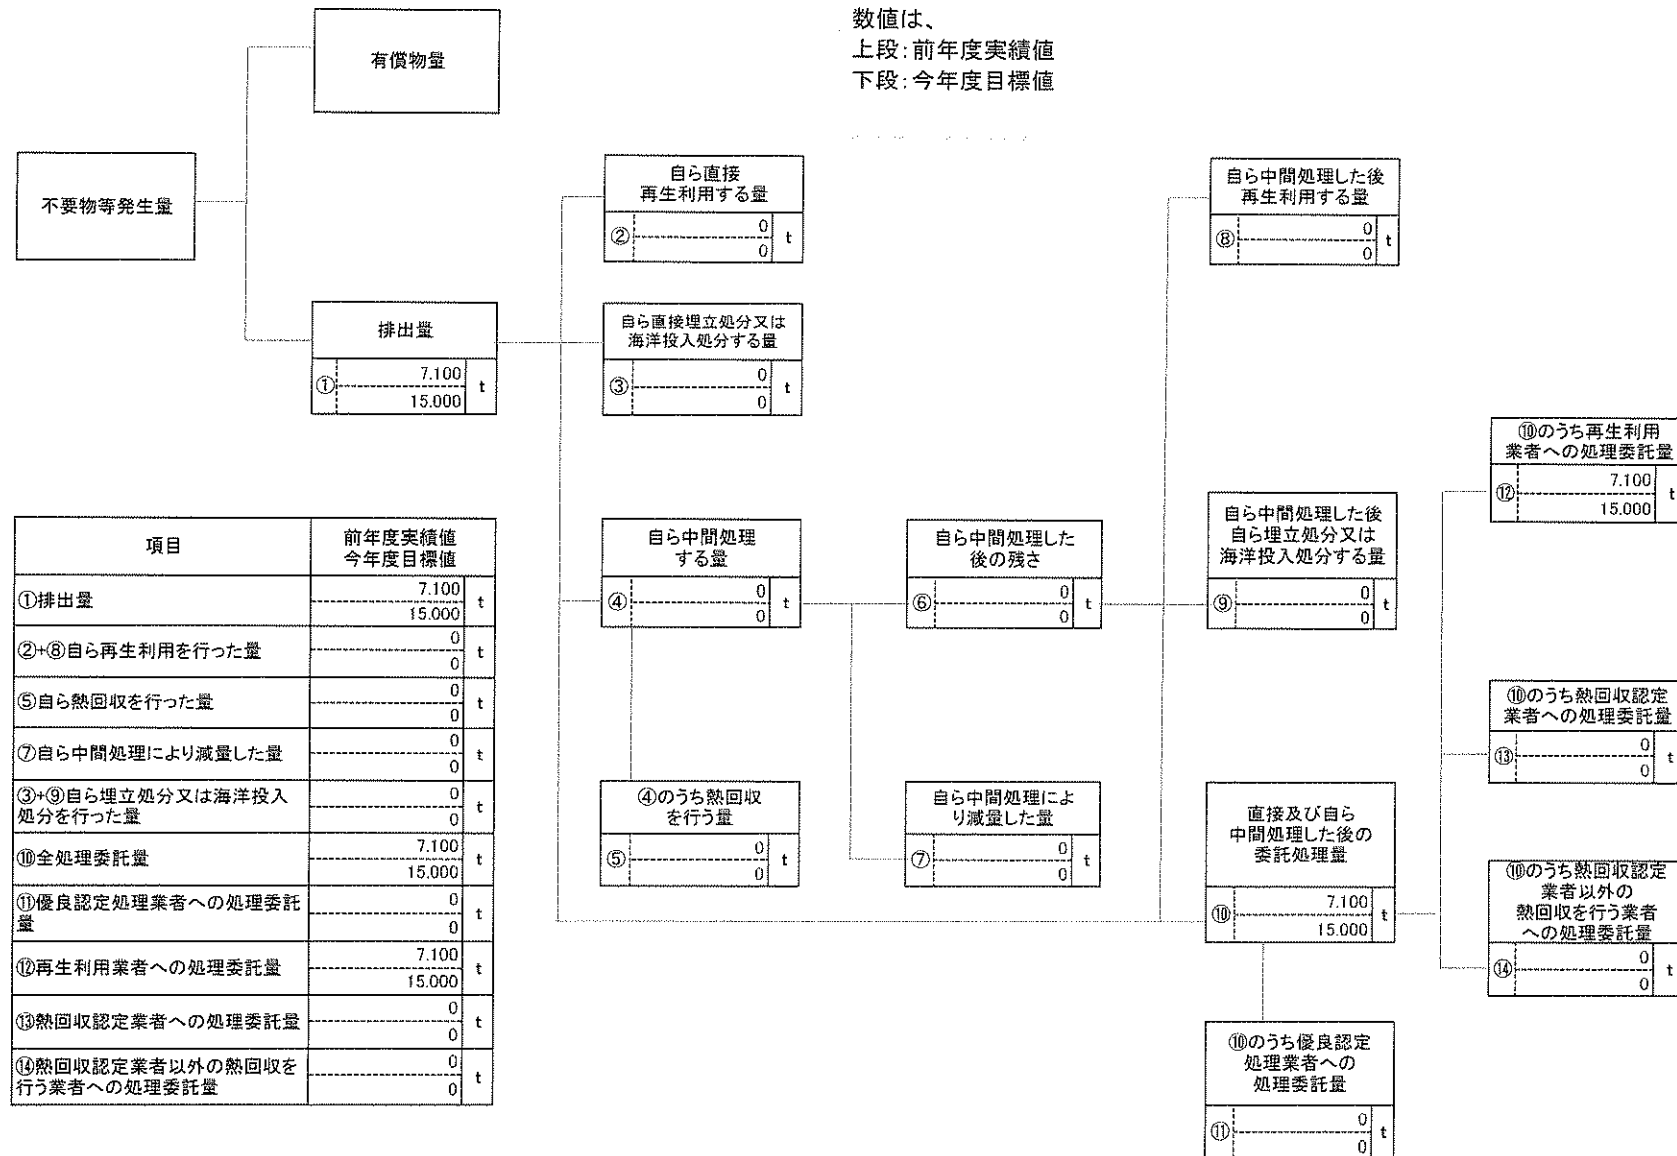 数値は、
上段:前年度実績値
下段:今年度目標値
有償物量
不要物等発生量
排出量
① 7.100 t
15.000
自ら直接
再生利用する量
② 0 t
0
自ら直接埋立処分又は
海洋投入処分する量
③ 0 t
0
自ら中間処理
する量
④ 0 t
0
④のうち熱回収
を行う量
⑤ 0 t
0
自ら中間処理した
後の残さ
⑥ 0 t
0
自ら中間処理によ
り減量した量
⑦ 0 t
0
自ら中間処理した後
再生利用する量
⑧ 0 t
0
自ら中間処理した後
自ら埋立処分又は
海洋投入処分する量
⑨ 0 t
0
直接及び自ら
中間処理した後の
委託処理量
⑩ 7.100 t
15.000
⑩のうち優良認定
処理業者への
処理委託量
⑪ 0 t
0
⑩のうち再生利用
業者への処理委託量
⑫ 7.100 t
15.000
⑩のうち熱回収認定
業者への処理委託量
⑬ 0 t
0
⑩のうち熱回収認定
業者以外の
熱回収を行う業者
への処理委託量
⑭ 0 t
0
項目 前年度実績値
今年度目標値
①排出量 7.100 t
15.000
②+⑧自ら再生利用を行った量 0 t
0
⑤自ら熱回収を行った量 0 t
0
⑦自ら中間処理により減量した量 0 t
0
③+⑨自ら埋立処分又は海洋投入
処分を行った量 0 t
0
⑩全処理委託量 7.100 t
15.000
⑪優良認定処理業者への処理委託
量 0 t
0
⑫再生利用業者への処理委託量 7.100 t
15.000
⑬熱回収認定業者への処理委託量 0 t
0
⑭熱回収認定業者以外の熱回収を
行う業者への処理委託量 0 t
0